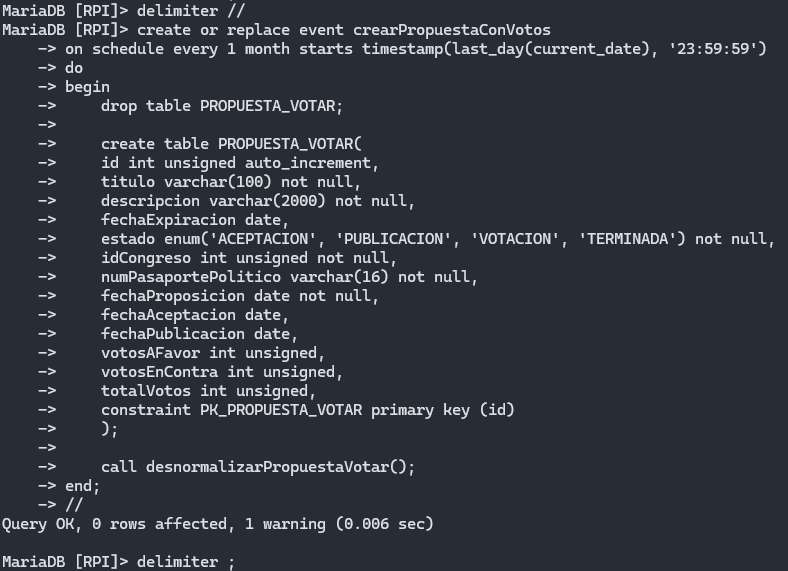 MariaDB [RPI]> delimiter //
MariaDB [RPI]> create or replace event crearPropuestaConVotos
    -> on schedule every 1 month starts timestamp(last_day(current_date), '23:59:59')
    -> do
    -> begin
    ->     drop table PROPUESTA_VOTAR;
    ->
    ->     create table PROPUESTA_VOTAR(
    ->     id int unsigned auto_increment,
    ->     titulo varchar(100) not null,
    ->     descripcion varchar(2000) not null,
    ->     fechaExpiracion date,
    ->     estado enum('ACEPTACION', 'PUBLICACION', 'VOTACION', 'TERMINADA') not null,
    ->     idCongreso int unsigned not null,
    ->     numPasaportePolitico varchar(16) not null,
    ->     fechaProposicion date not null,
    ->     fechaAceptacion date,
    ->     fechaPublicacion date,
    ->     votosAFavor int unsigned,
    ->     votosEnContra int unsigned,
    ->     totalVotos int unsigned,
    ->     constraint PK_PROPUESTA_VOTAR primary key (id)
    ->     );
    ->
    ->     call desnormalizarPropuestaVotar();
    -> end;
    -> //
Query OK, 0 rows affected, 1 warning (0.006 sec)

MariaDB [RPI]> delimiter ;